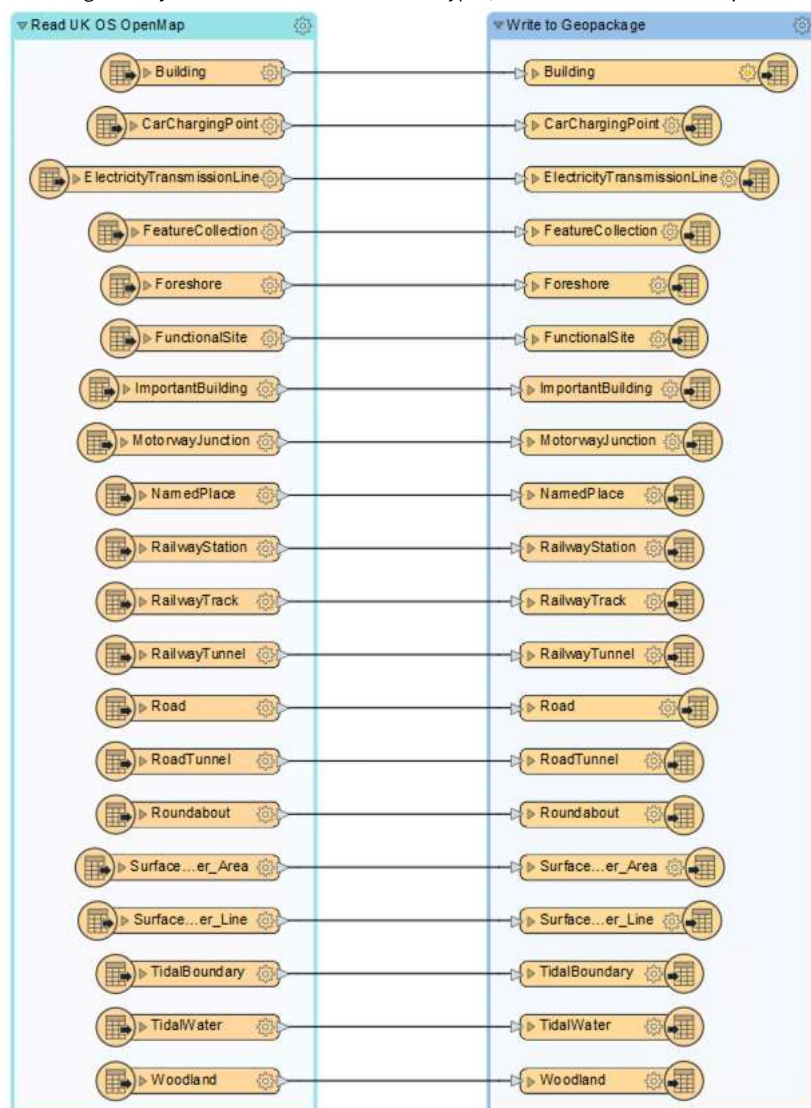 Read UK OS OpenMap Write to Geopackage
Building Building
CarChargingPoint CarChargingPoint
ElectricityTransmissionLine ElectricityTransmissionLine
FeatureCollection FeatureCollection
Foreshore Foreshore
FunctionalSite FunctionalSite
ImportantBuilding ImportantBuilding
MotorwayJunction MotorwayJunction
NamedPlace NamedPlace
RailwayStation RailwayStation
RailwayTrack RailwayTrack
RailwayTunnel RailwayTunnel
Road Road
RoadTunnel RoadTunnel
Roundabout Roundabout
Surface...er_Area Surface...er_Area
Surface...er_Line Surface...er_Line
TidalBoundary TidalBoundary
TidalWater TidalWater
Woodland Woodland